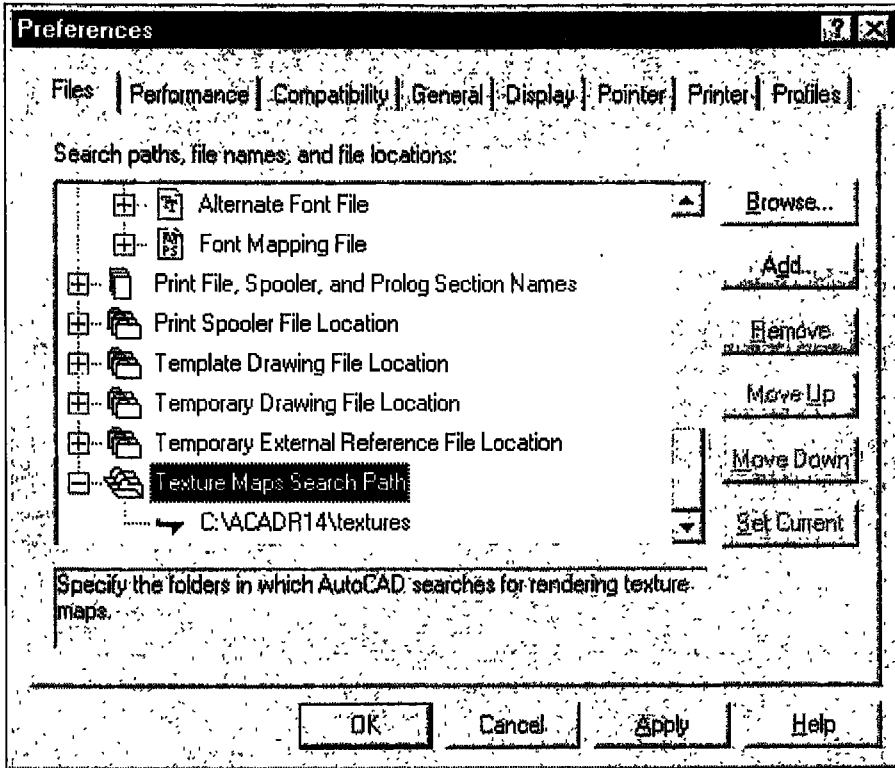 Preferences
Files Performance Compatibility General Display Pointer Printer Profiles
Search paths, file names, and file locations:
Alternate Font File
Font Mapping File
Print File, Spooler, and Prolog Section Names
Print Spooler File Location
Template Drawing File Location
Temporary Drawing File Location
Temporary External Reference File Location
Texture Maps Search Path
C:\ACADR14\textures
Browse...
Add...
Remove
Move Up
Move Down
Set Current
Specify the folders in which AutoCAD searches for rendering texture
maps.
OK Cancel Apply Help